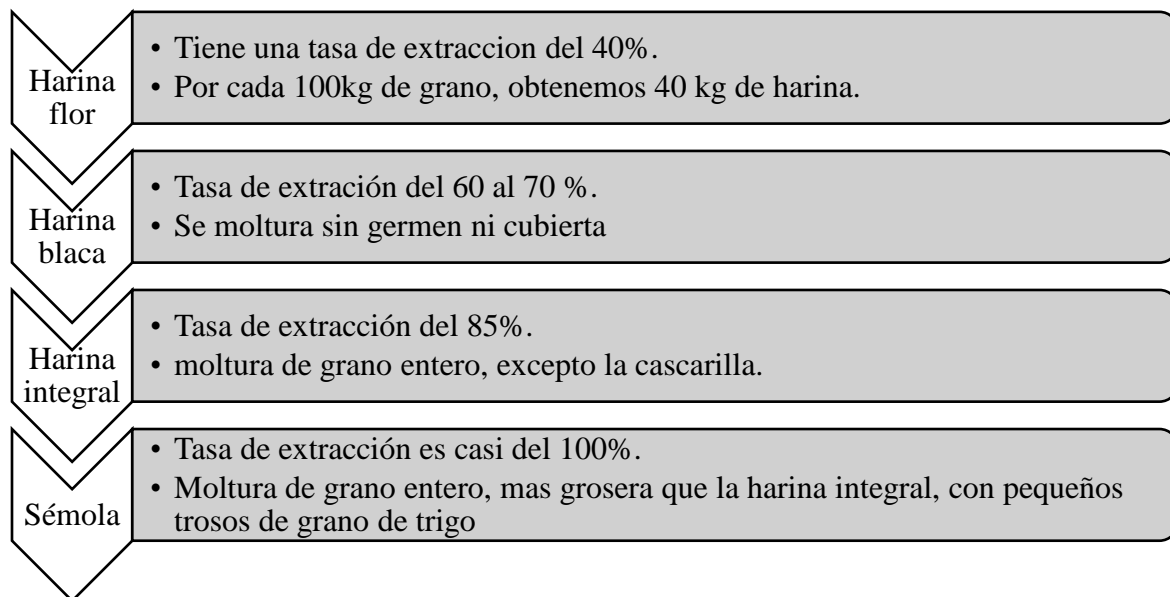 Harina
flor
• Tiene una tasa de extraccion del 40%.
• Por cada 100kg de grano, obtenemos 40 kg de harina.
Harina
blaca
• Tasa de extración del 60 al 70 %.
• Se moltura sin germen ni cubierta
Harina
integral
• Tasa de extracción del 85%.
• moltura de grano entero, excepto la cascarilla.
Sémola
• Tasa de extracción es casi del 100%.
• Moltura de grano entero, mas grosera que la harina integral, con pequeños
trosos de grano de trigo